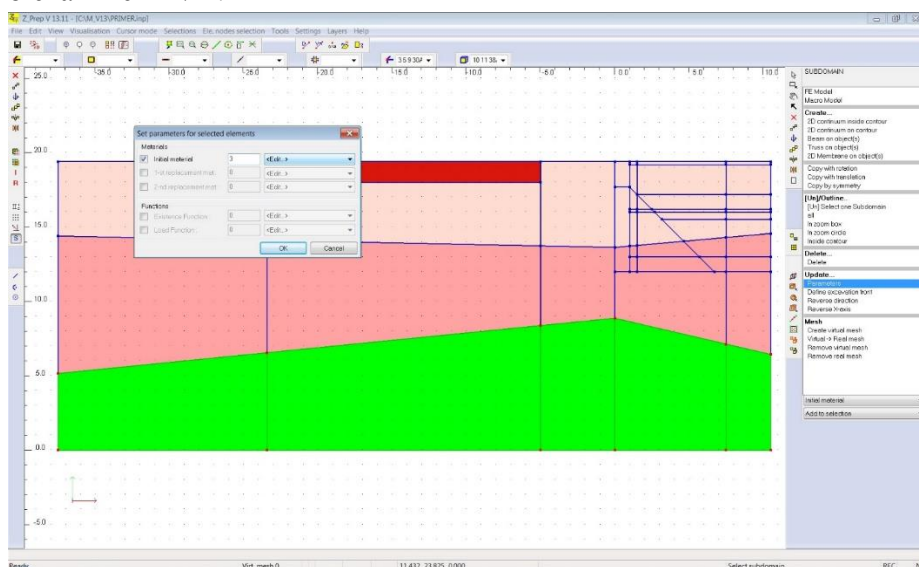 Z_Prep V 13.11 - [C:\M_V13\PRIMER.inp]
File Edit View Visualisation Cursor mode Selections Ele, nodes selection Tools Settings Layers Help
25.0
-35.0
-30.0
-25.0
-20.0
-15.0
-10.0
-5.0
0.0
5.0
10.0
20.0
15.0
10.0
5.0
0.0
-5.0
Set parameters for selected elements
Materials
Initial material 3 <Edit...>
1-st replacement mat. 0 <Edit...>
2-nd replacement mat. 0 <Edit...>
Functions
Existence Function: 0 <Edit...>
Load Function: 0 <Edit...>
OK Cancel
SUBDOMAIN
FE Model
Macro Model
Create...
2D continuum inside contour
2D continuum on contour
Beam on object(s)
Truss on object(s)
2D Membrane on object(s)
Copy with rotation
Copy with translation
Copy by symmetry
[Un]/Outline...
[Un] Select one Subdomain
all
In zoom box
In zoom circle
Inside contour
Delete...
Delete
Update...
Parameters
Define excavation front
Reverse direction
Reverse X-axis
Mesh
Create virtual mesh
Virtual -> Real mesh
Remove virtual mesh
Remove real mesh
Initial material
Add to selection
Ready
Virt. mesh 0
11.432, 23.825, 0.000
Select subdomain
REC